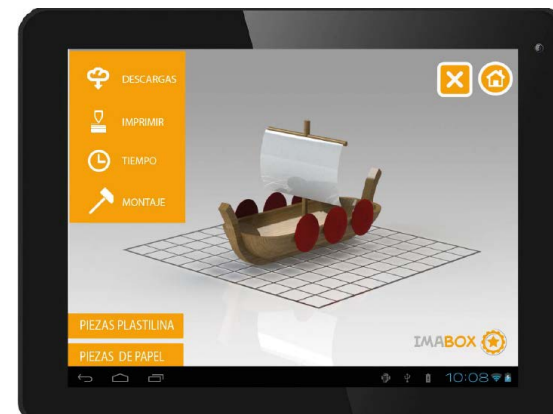 DESCARGAS
IMPRIMIR
TIEMPO
MONTAJE
PIEZAS PLASTILINA
PIEZAS DE PAPEL
IMABOX
10:08